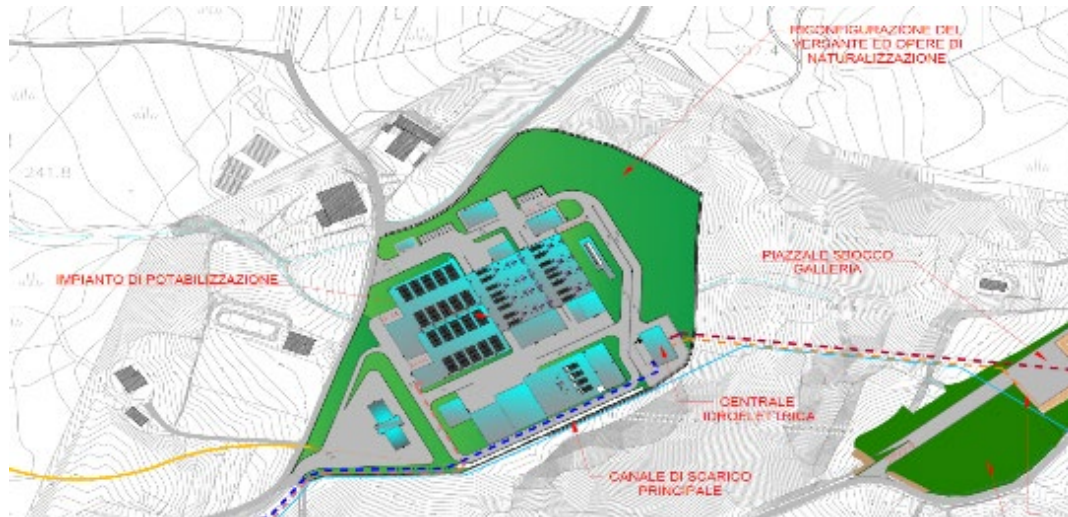 RICONFIGURAZIONE DEL
VERSANTE ED OPERE DI
NATURALIZZAZIONE
241.8
PIAZZALE SBOCCO
GALLERIA
IMPIANTO DI POTABILIZZAZIONE
CENTRALE
IDROELETTRICA
CANALE DI SCARICO
PRINCIPALE